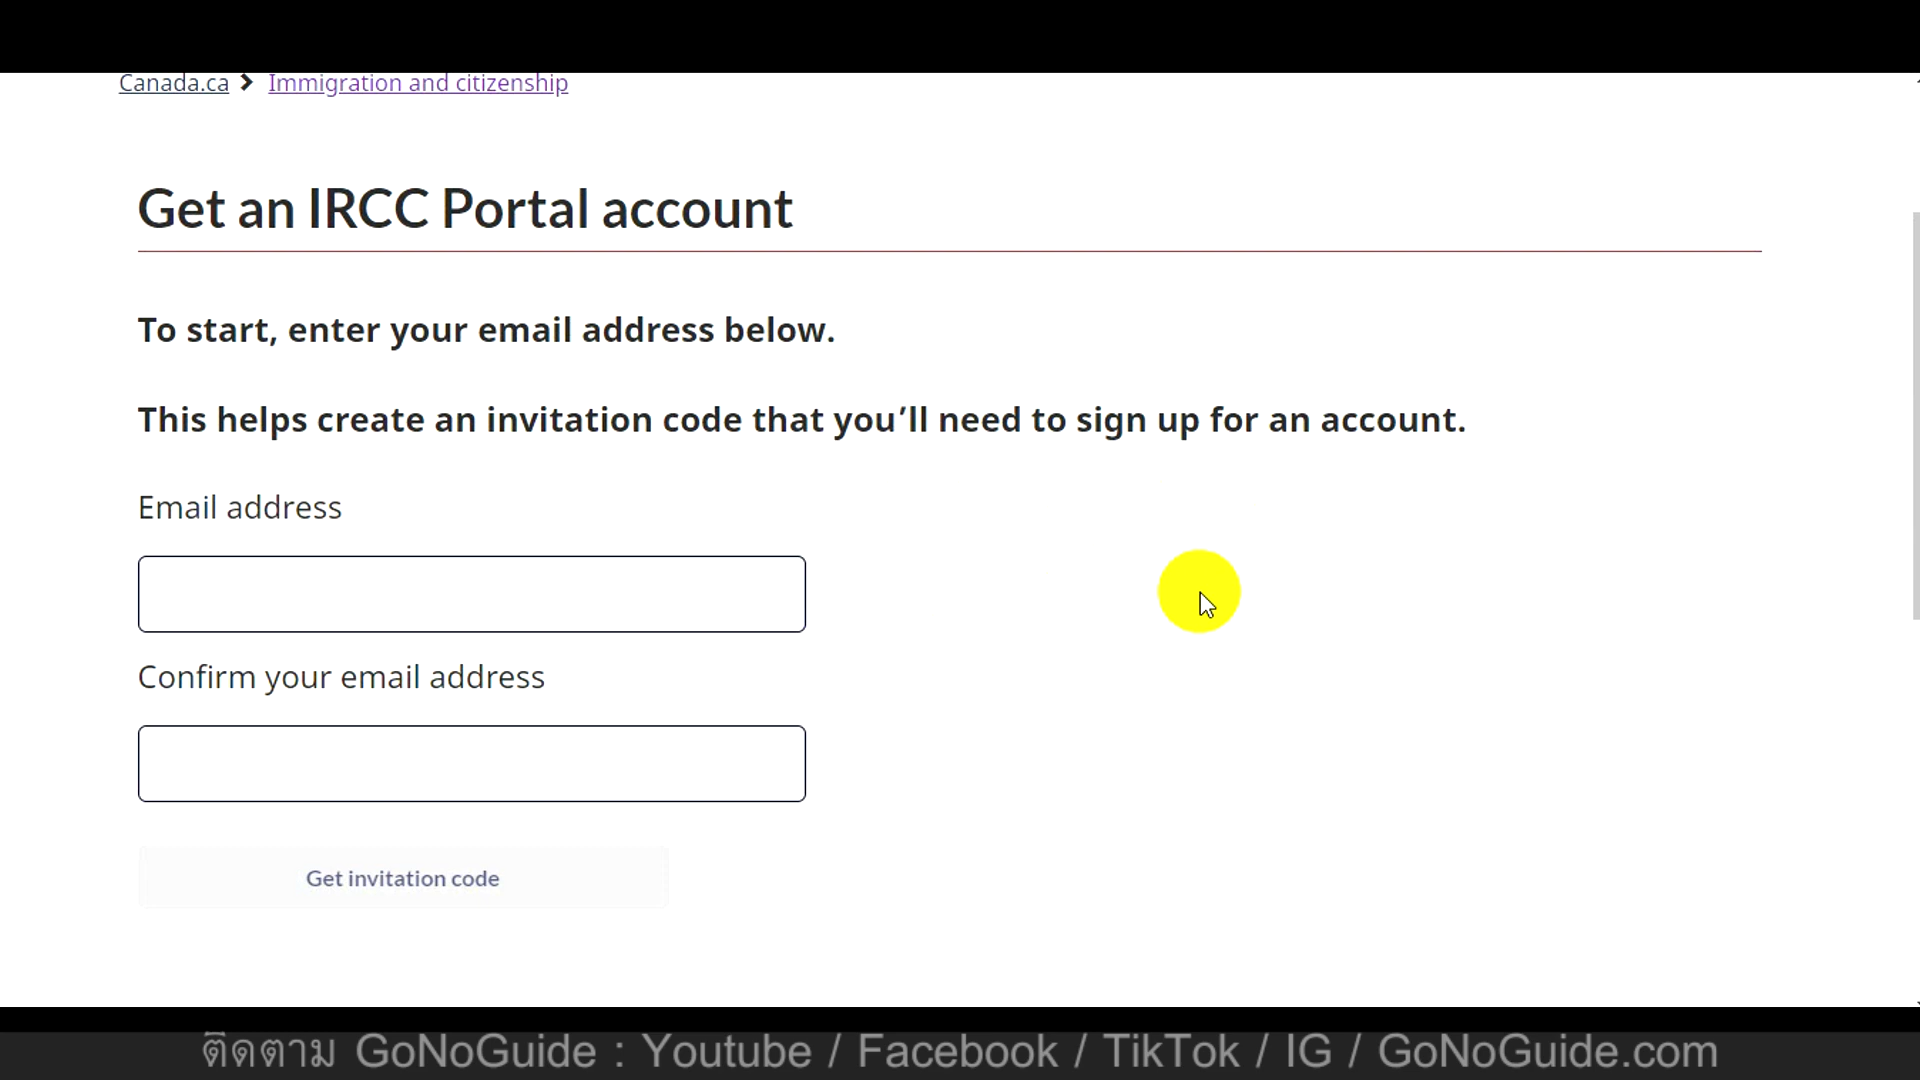 Canada.ca > Immigration and citizenship
Get an IRCC Portal account
To start, enter your email address below.
This helps create an invitation code that you’ll need to sign up for an account.
Email address
Confirm your email address
Get invitation code
ติดตาม GoNoGuide : Youtube / Facebook / TikTok / IG / GoNoGuide.com